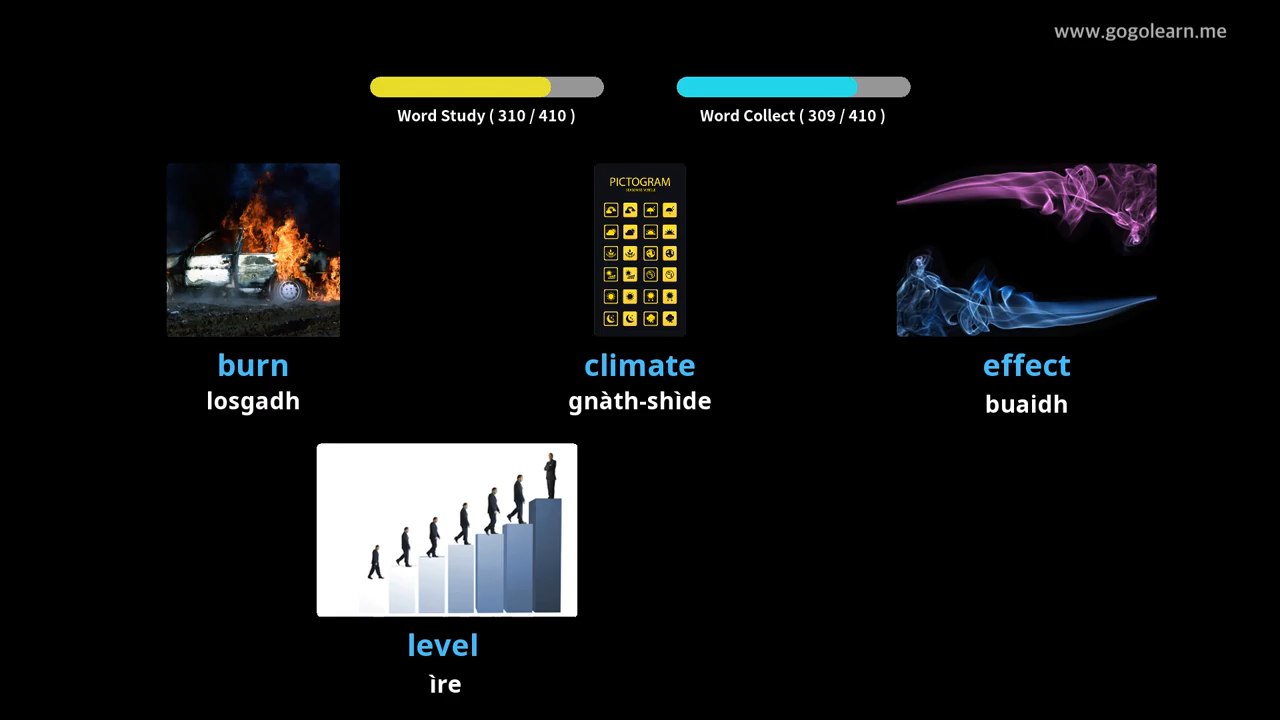 www.gogolearn.me
Word Study ( 310 / 410 )
Word Collect ( 309 / 410 )
PICTOGRAM
burn
losgadh
climate
gnàth-shìde
effect
buaidh
level
ìre